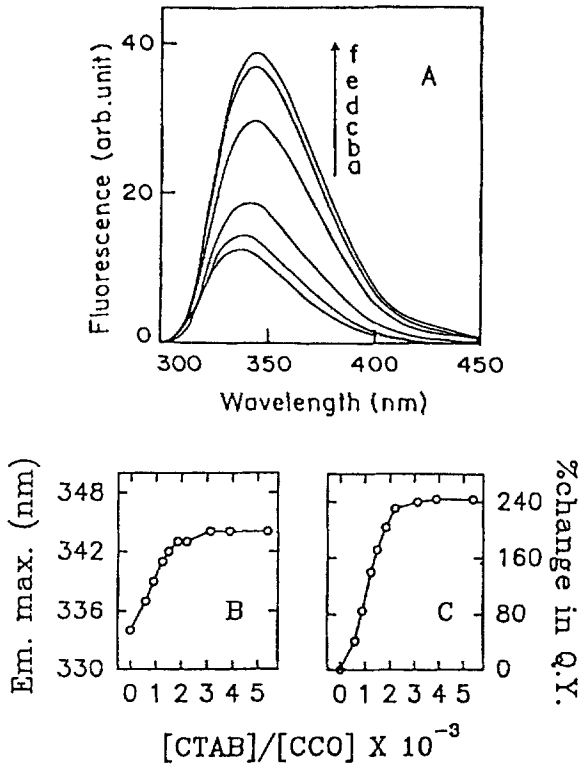 40
20
0
Fluorescence (arb.unit)
f
e
d
c
b
a
A
300 350 400 450
Wavelength (nm)
348
342
336
330
Em. max. (nm)
B
0 1 2 3 4 5
C
0 1 2 3 4 5
240
160
80
0
%change in Q.Y.
[CTAB]/[CCO] X 10⁻³